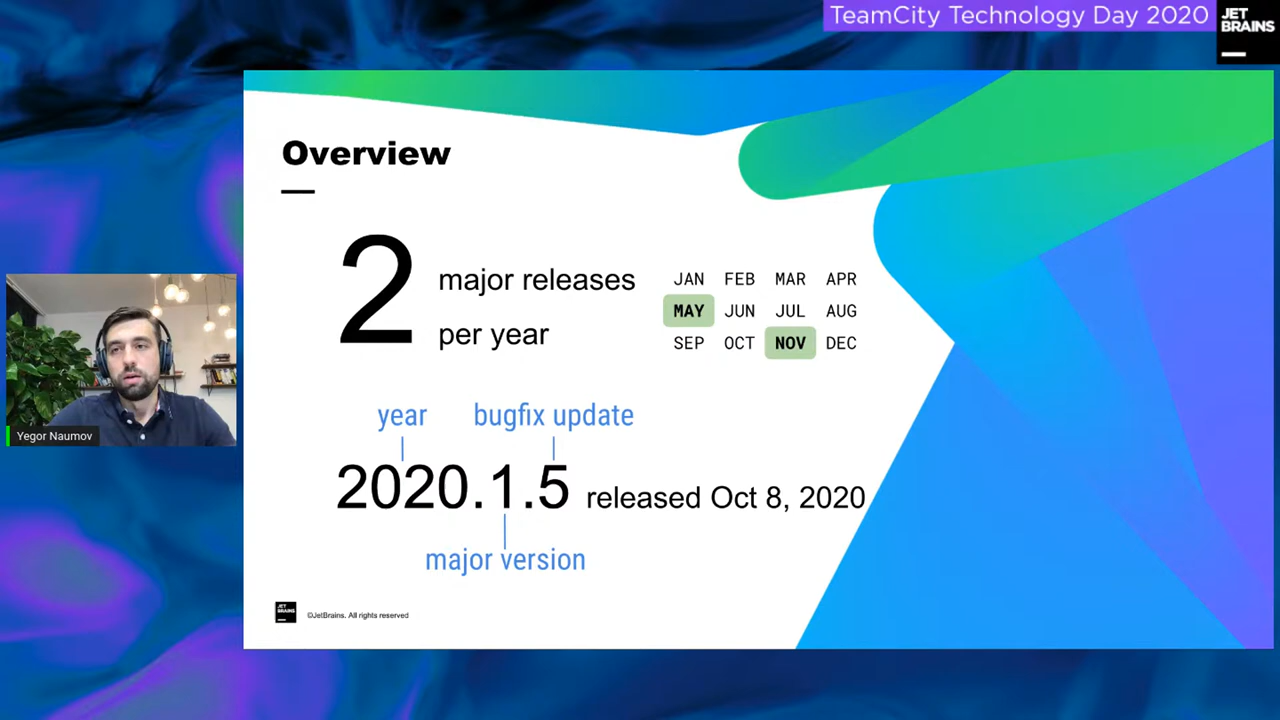 TeamCity Technology Day 2020
JET
BRAINS
Overview
2
major releases
per year
JAN FEB MAR APR
MAY JUN JUL AUG
SEP OCT NOV DEC
year bugfix update
2020.1.5 released Oct 8, 2020
major version
Yegor Naumov
JET
BRAINS
©JetBrains. All rights reserved